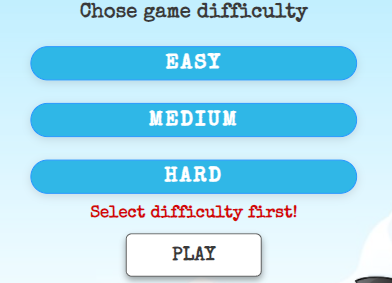 Chose game difficulty
EASY
MEDIUM
HARD
Select difficulty first!
PLAY